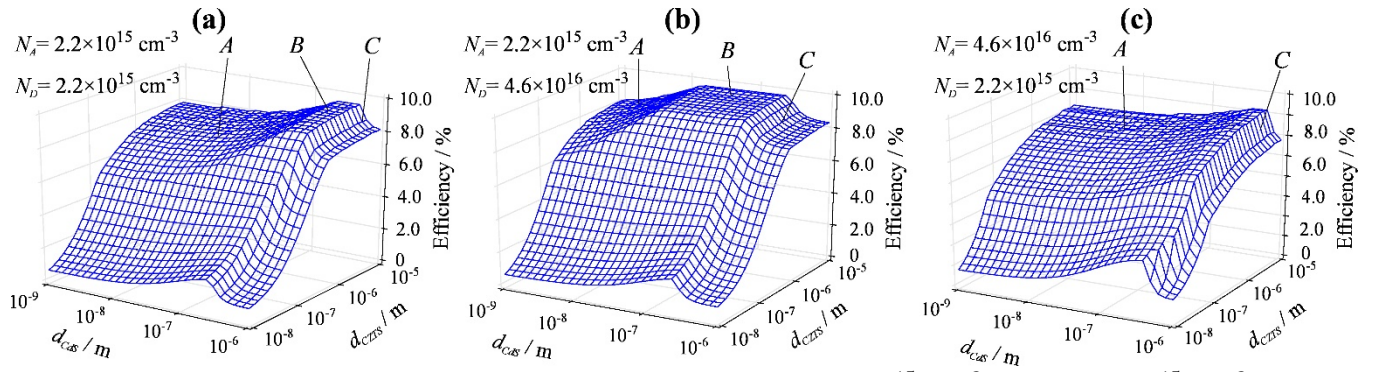 (a)
N_A= 2.2×10^15 cm^-3
N_D= 2.2×10^15 cm^-3
A
B
C
10.0
8.0
6.0
4.0
2.0
0
Efficiency / %
10^-9
10^-8
10^-7
10^-6
d_CdS / m
10^-8
10^-7
10^-6
10^-5
d_CZTS / m
(b)
N_A= 2.2×10^15 cm^-3
N_D= 4.6×10^16 cm^-3
A
B
C
10.0
8.0
6.0
4.0
2.0
0
Efficiency / %
10^-9
10^-8
10^-7
10^-6
d_CdS / m
10^-8
10^-7
10^-6
10^-5
d_CZTS / m
(c)
N_A= 4.6×10^16 cm^-3
N_D= 2.2×10^15 cm^-3
A
C
10.0
8.0
6.0
4.0
2.0
0
Efficiency / %
10^-9
10^-8
10^-7
10^-6
d_CdS / m
10^-8
10^-7
10^-6
10^-5
d_CZTS / m